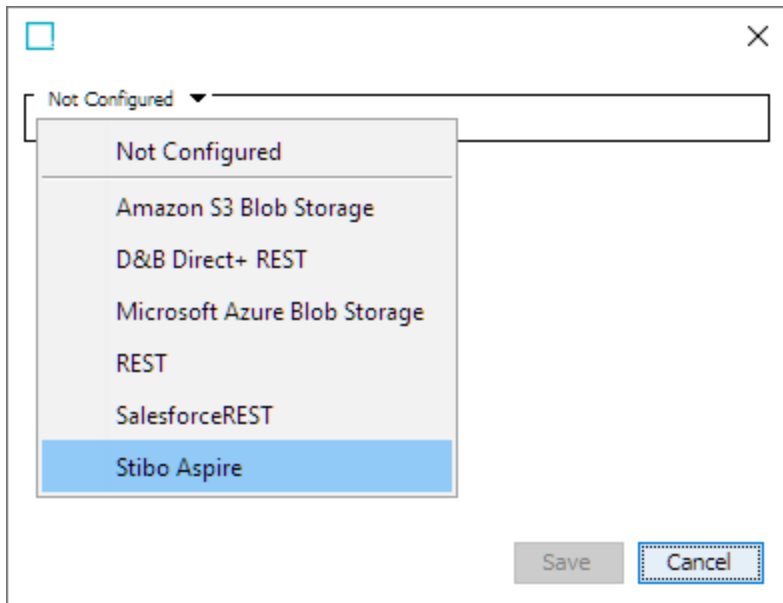 Not Configured
Not Configured
Amazon S3 Blob Storage
D&B Direct+ REST
Microsoft Azure Blob Storage
REST
SalesforceREST
Stibo Aspire
Save
Cancel